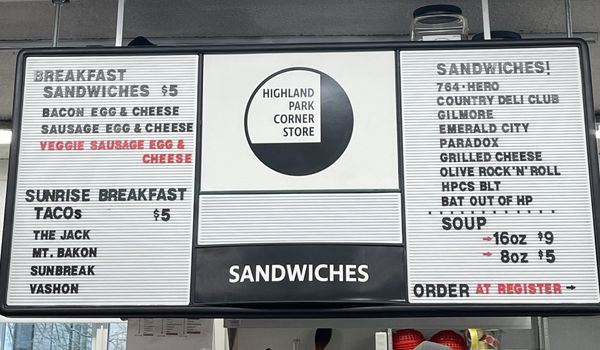 BREAKFAST
SANDWICHES $5
BACON EGG & CHEESE
SAUSAGE EGG & CHEESE
VEGGIE SAUSAGE EGG &
CHEESE
SUNRISE BREAKFAST
TACOs $5
THE JACK
MT. BAKON
SUNBREAK
VASHON
HIGHLAND
PARK
CORNER
STORE
SANDWICHES
SANDWICHES!
764-HERO
COUNTRY DELI CLUB
GILMORE
EMERALD CITY
PARADOX
GRILLED CHEESE
OLIVE ROCK'N'ROLL
HPCS BLT
BAT OUT OF HP
SOUP
→16oz $9
→8oz $5
ORDER AT REGISTER→